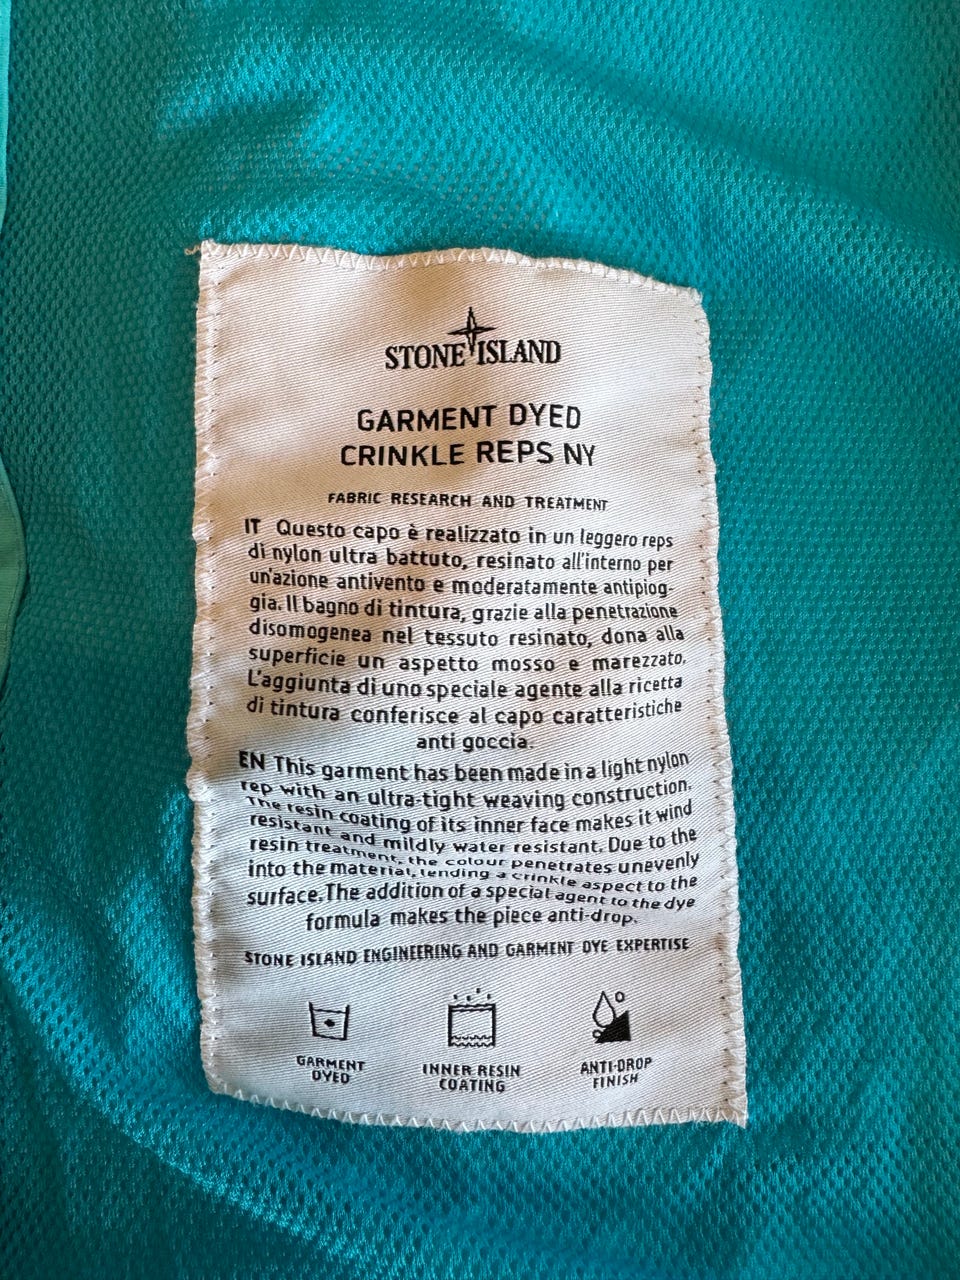 STONE ISLAND
GARMENT DYED
CRINKLE REPS NY
FABRIC RESEARCH AND TREATMENT
IT Questo capo è realizzato in un leggero reps
di nylon ultra battuto, resinato all'interno per
un'azione antivento e moderatamente antipiog-
gia. Il bagno di tintura, grazie alla penetrazione
disomogenea nel tessuto resinato, dona alla
superficie un aspetto mosso e marezzato.
L'aggiunta di uno speciale agente alla ricetta
di tintura conferisce al capo caratteristiche
anti goccia.
EN This garment has been made in a light nylon
rep with an ultra-tight weaving construction.
The resin coating of its inner face makes it wind
resistant and mildly water resistant. Due to the
resin treatment, the colour penetrates unevenly
into the material, lending a crinkle aspect to the
surface. The addition of a special agent to the dye
formula makes the piece anti-drop.
STONE ISLAND ENGINEERING AND GARMENT DYE EXPERTISE
GARMENT DYED
INNER RESIN COATING
ANTI-DROP FINISH